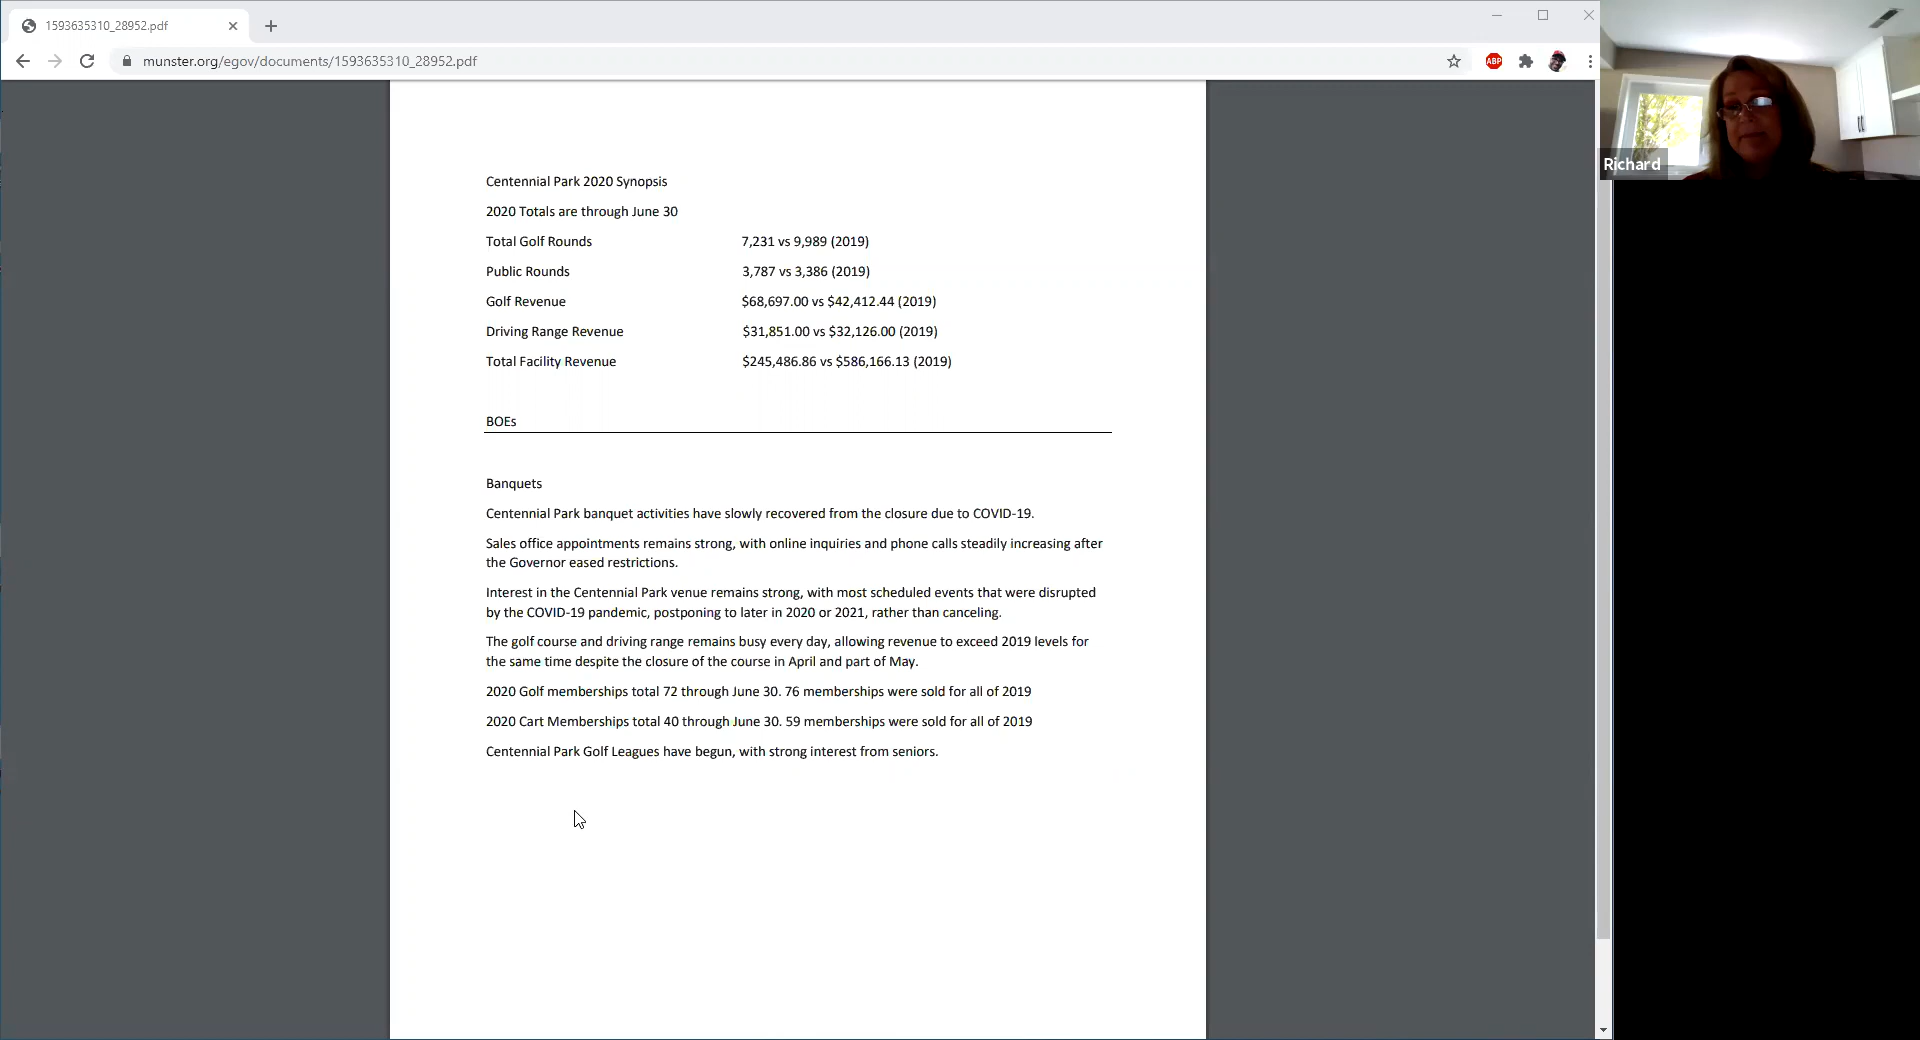 1593635310_28952.pdf
munster.org/egov/documents/1593635310_28952.pdf
ABP
Richard
Centennial Park 2020 Synopsis
2020 Totals are through June 30
Total Golf Rounds 7,231 vs 9,989 (2019)
Public Rounds 3,787 vs 3,386 (2019)
Golf Revenue $68,697.00 vs $42,412.44 (2019)
Driving Range Revenue $31,851.00 vs $32,126.00 (2019)
Total Facility Revenue $245,486.86 vs $586,166.13 (2019)
BOEs
Banquets
Centennial Park banquet activities have slowly recovered from the closure due to COVID-19.
Sales office appointments remains strong, with online inquiries and phone calls steadily increasing after
the Governor eased restrictions.
Interest in the Centennial Park venue remains strong, with most scheduled events that were disrupted
by the COVID-19 pandemic, postponing to later in 2020 or 2021, rather than canceling.
The golf course and driving range remains busy every day, allowing revenue to exceed 2019 levels for
the same time despite the closure of the course in April and part of May.
2020 Golf memberships total 72 through June 30. 76 memberships were sold for all of 2019
2020 Cart Memberships total 40 through June 30. 59 memberships were sold for all of 2019
Centennial Park Golf Leagues have begun, with strong interest from seniors.